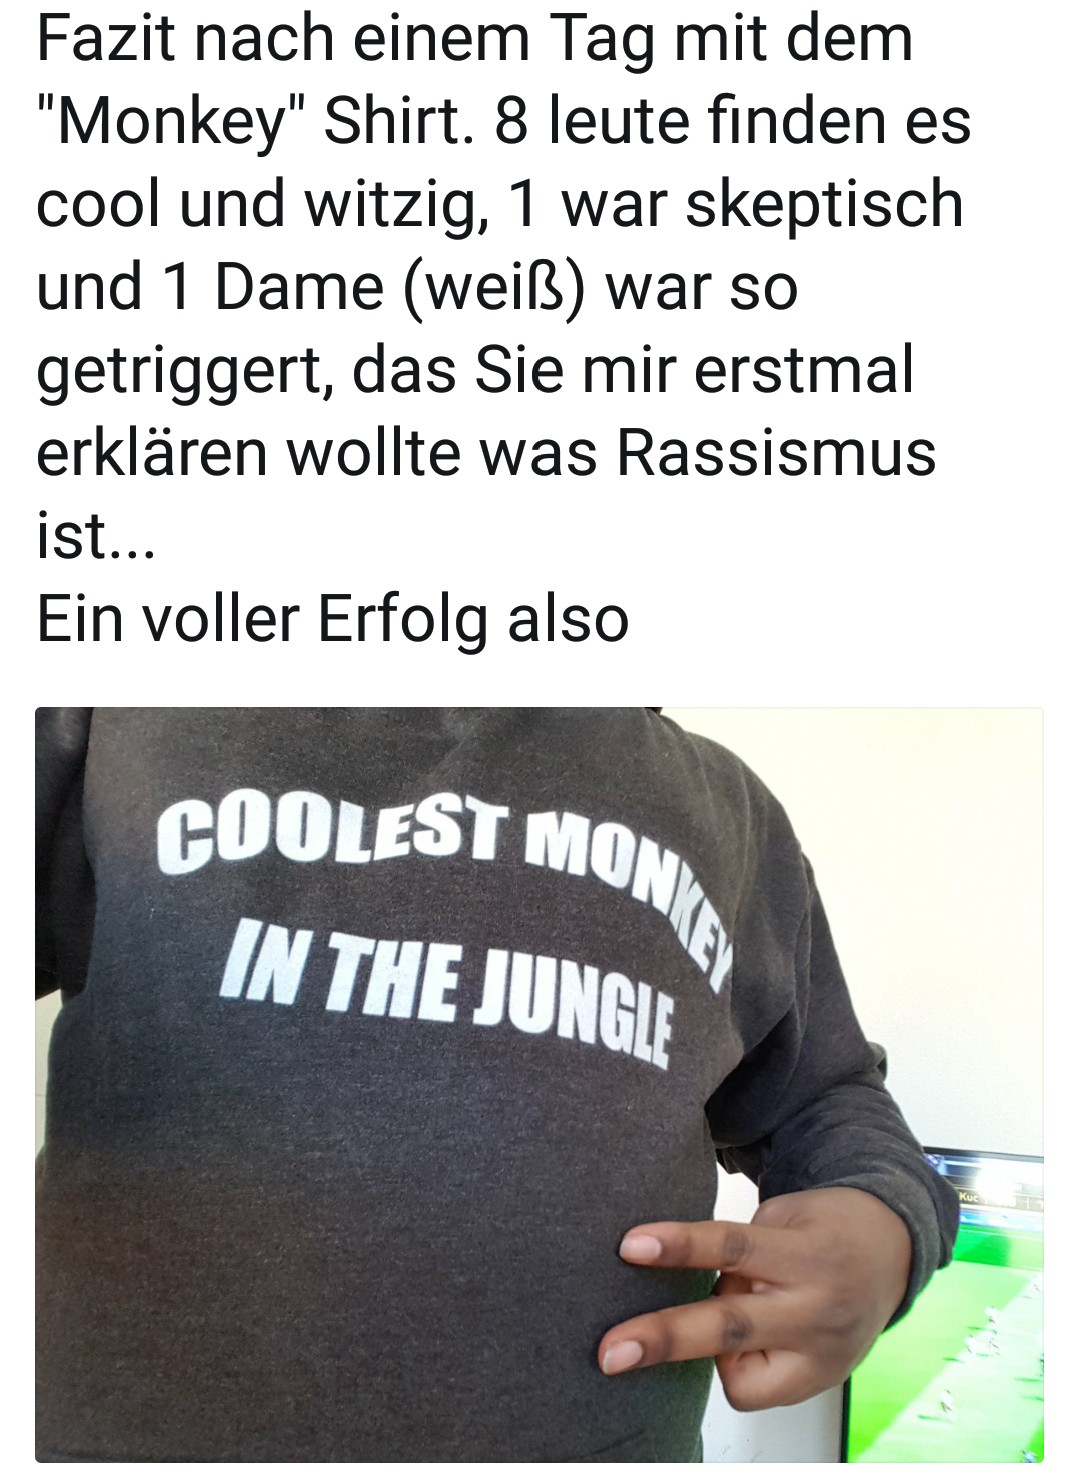 Fazit nach einem Tag mit dem
"Monkey" Shirt. 8 leute finden es
cool und witzig, 1 war skeptisch
und 1 Dame (weiß) war so
getriggert, das Sie mir erstmal
erklären wollte was Rassismus
ist...
Ein voller Erfolg also
COOLEST MONKEY
IN THE JUNGLE